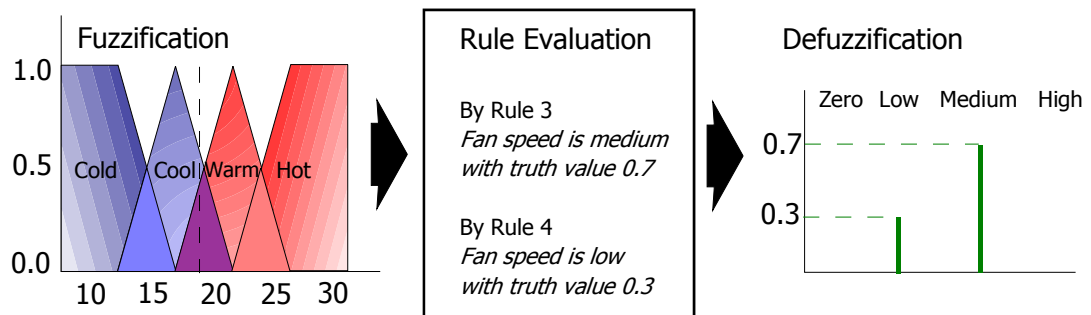 Fuzzification
1.0
0.5
0.0
Cold
Cool
Warm
Hot
10 15 20 25 30
Rule Evaluation
By Rule 3
Fan speed is medium
with truth value 0.7
By Rule 4
Fan speed is low
with truth value 0.3
Defuzzification
Zero Low Medium High
0.7
0.3